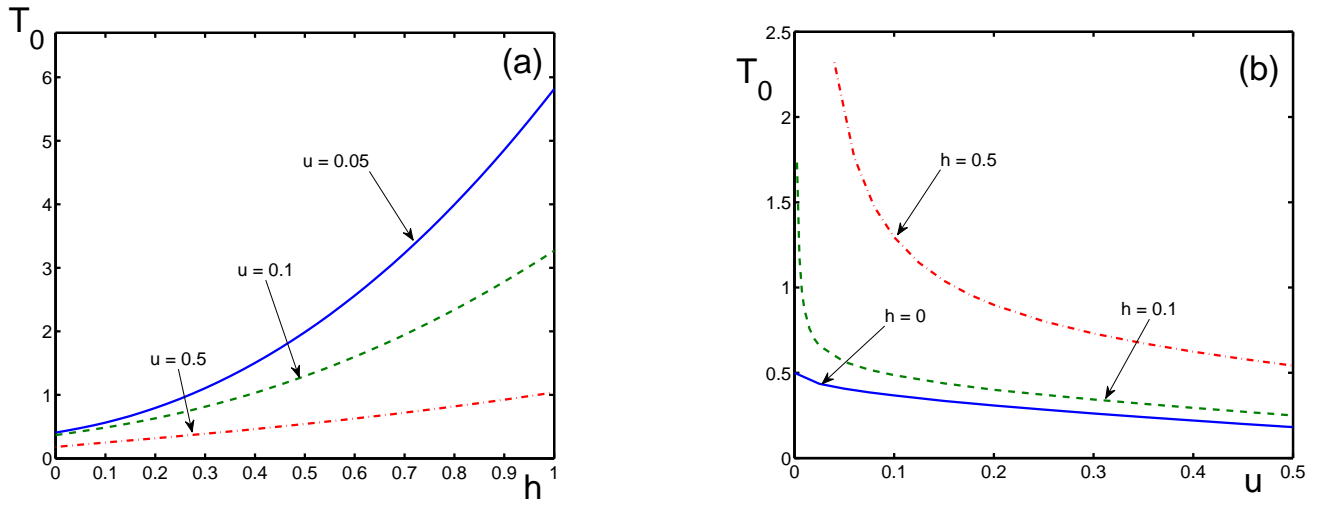 T0
(a)
6
5
4
3
2
1
0
u = 0.05
u = 0.1
u = 0.5
0 0.1 0.2 0.3 0.4 0.5 0.6 0.7 0.8 0.9 1
h
T0
(b)
2.5
2
1.5
1
0.5
0
h = 0.5
h = 0
h = 0.1
0 0.1 0.2 0.3 0.4 0.5
u